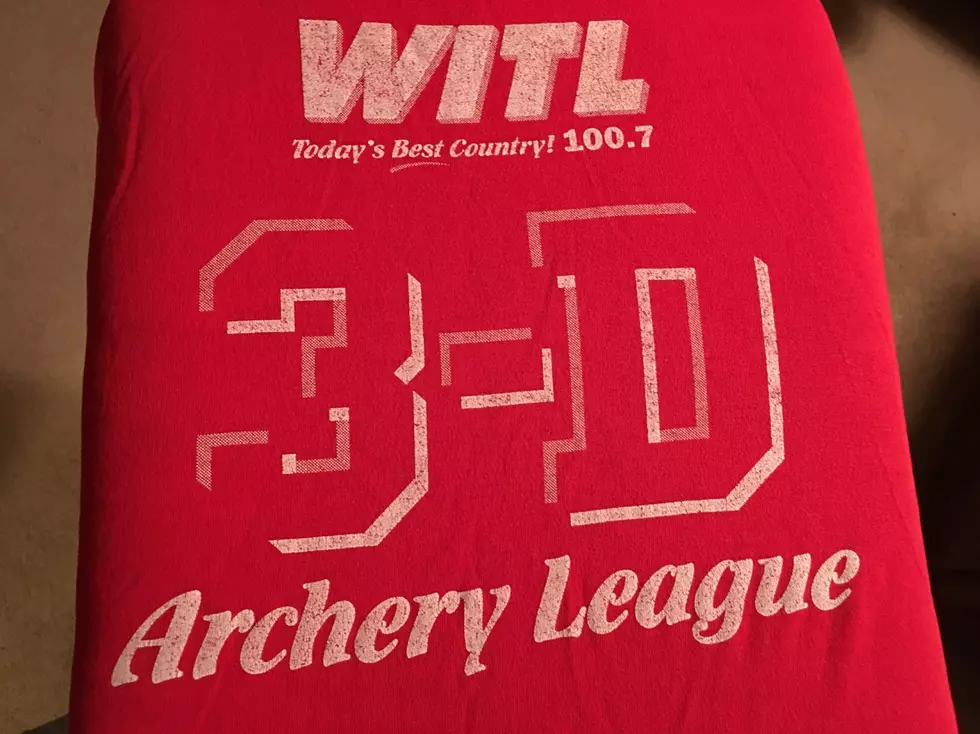 WITL
Today's Best Country! 100.7
3-D
Archery League